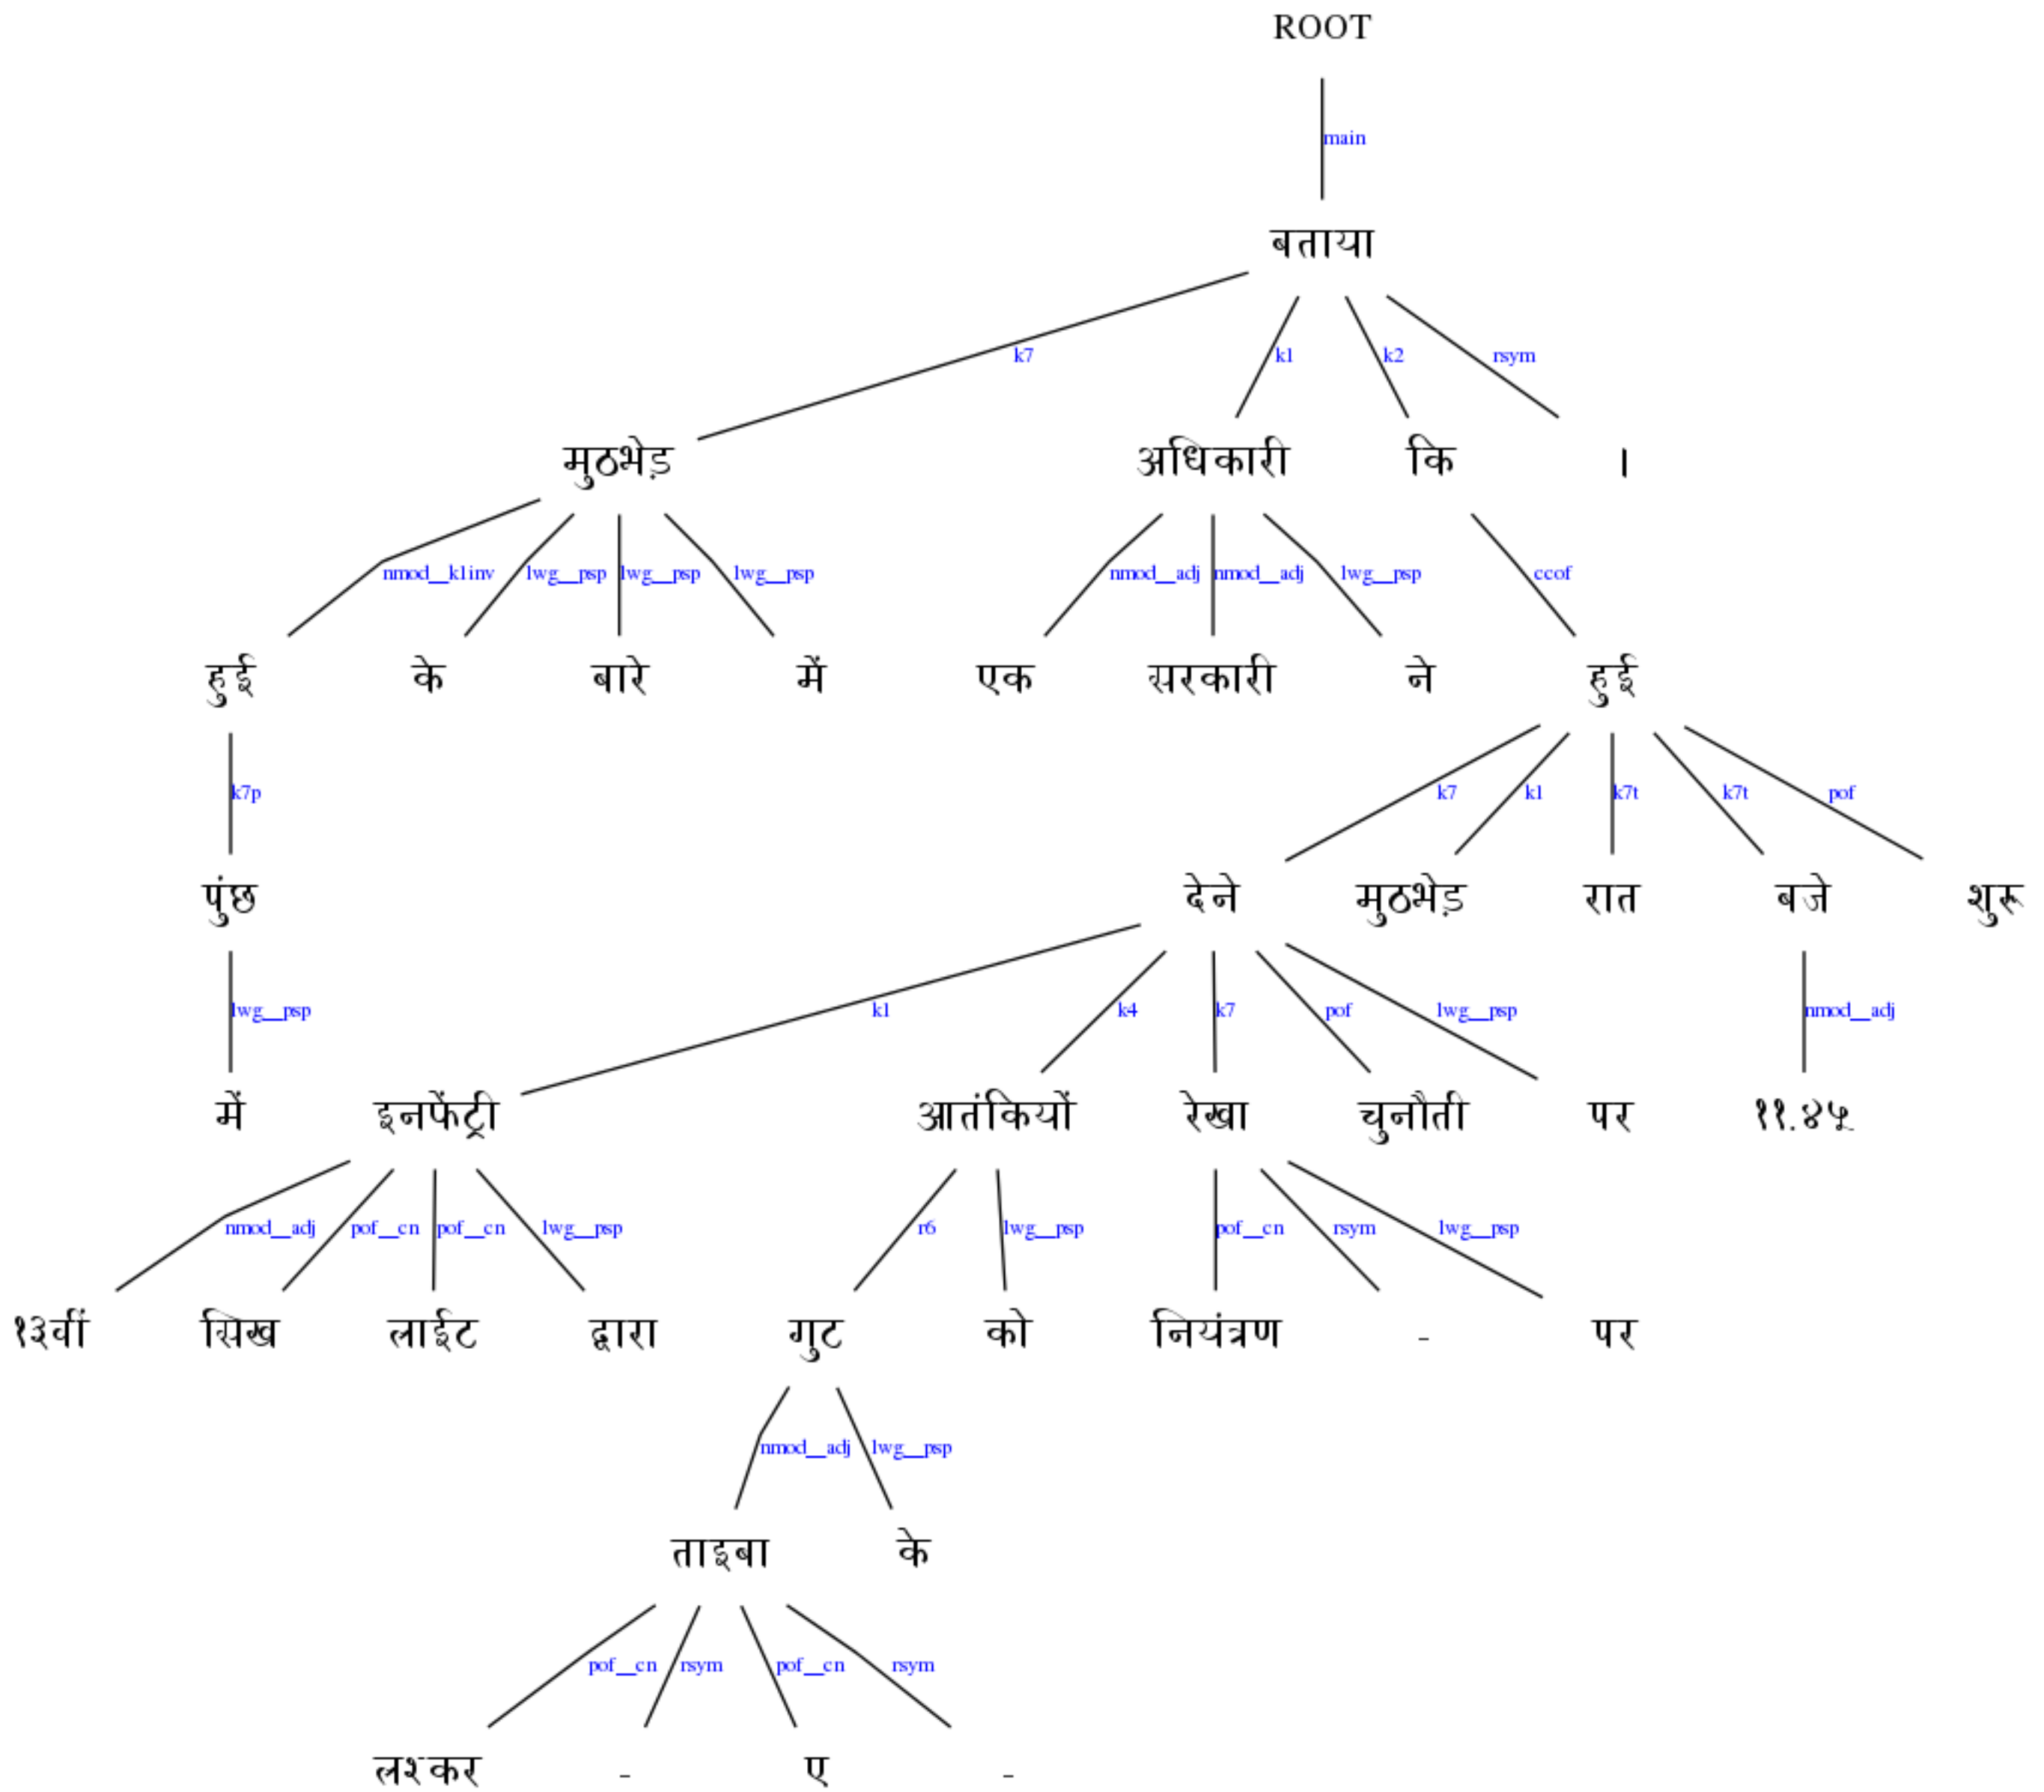 ROOT
main
बताया
k7 k1 k2 rsym
मुठभेड़ अधिकारी कि ।
nmod__k1inv lwg__psp lwg__psp lwg__psp nmod__adj nmod__adj lwg__psp ccof
हुई के बारे में एक सरकारी ने हुई
k7p k7 k1 k7t k7t pof
पुंछ देने मुठभेड़ रात बजे शुरू
lwg__psp k1 k4 k7 pof lwg__psp nmod__adj
में इनफेंट्री आतंकियों रेखा चुनौती पर ११.४५
nmod__adj pof__cn pof__cn lwg__psp r6 lwg__psp pof__cn rsym lwg__psp
१३वीं सिख लाईट द्वारा गुट को नियंत्रण - पर
nmod__adj lwg__psp
ताइबा के
pof__cn rsym pof__cn rsym
लश्कर - ए -